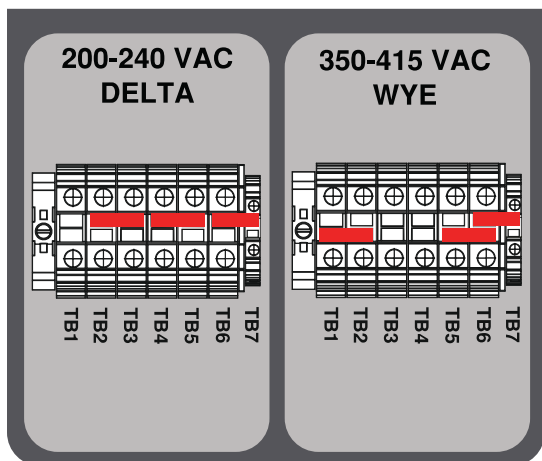 200-240 VAC
DELTA
TB1
TB2
TB3
TB4
TB5
TB6
TB7
350-415 VAC
WYE
TB1
TB2
TB3
TB4
TB5
TB6
TB7